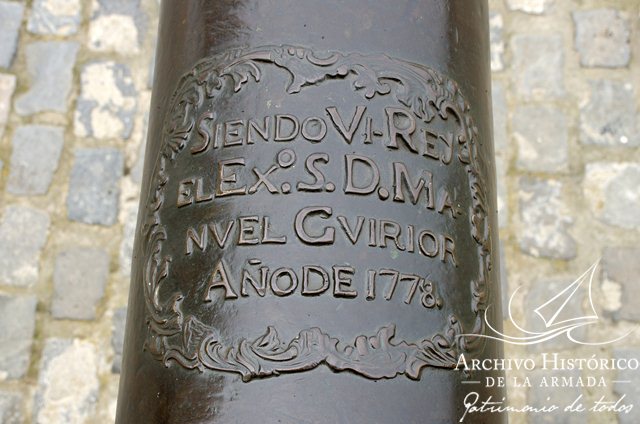 SIENDO VI-REY
EL EX.º S. D. MA-
NVEL GVIRIOR
AÑO DE 1778.
ARCHIVO HISTÓRICO
DE LA ARMADA
Patrimonio de todos